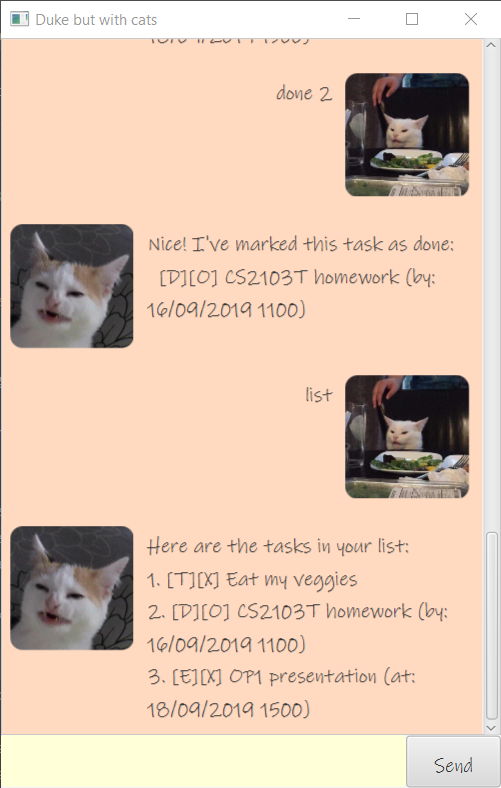 Duke but with cats
done 2
Nice! I've marked this task as done:
[D][O] CS2103T homework (by:
16/09/2019 1100)
list
Here are the tasks in your list:
1. [T][X] Eat my veggies
2. [D][O] CS2103T homework (by:
16/09/2019 1100)
3. [E][X] OP1 presentation (at:
18/09/2019 1500)
Send